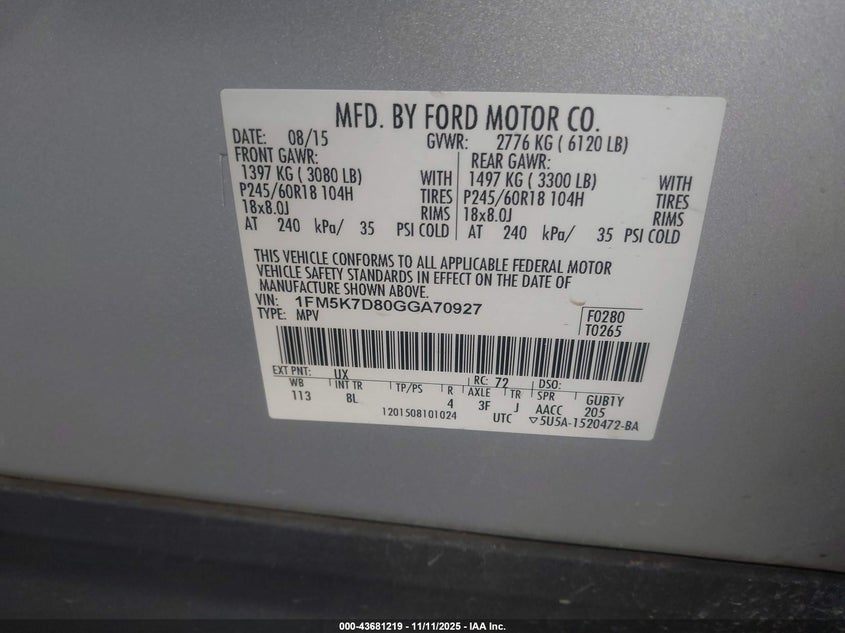 MFD. BY FORD MOTOR CO.
DATE: 08/15 GVWR: 2776 KG ( 6120 LB)
FRONT GAWR: REAR GAWR:
1397 KG ( 3080 LB) WITH 1497 KG ( 3300 LB) WITH
P245/60R18 104H TIRES P245/60R18 104H TIRES
18x8.0J RIMS 18x8.0J RIMS
AT 240 kPa/ 35 PSI COLD AT 240 kPa/ 35 PSI COLD
THIS VEHICLE CONFORMS TO ALL APPLICABLE FEDERAL MOTOR
VEHICLE SAFETY STANDARDS IN EFFECT ON THE DATE OF
MANUFACTURE SHOWN ABOVE.
VIN: 1FM5K7D80GGA70927
TYPE: MPV F0280
T0265
EXT PNT: UX RC: 72 DSO:
WB INT TR TP/PS R AXLE TR SPR GUB1Y
113 8L 4 3F J AACC 205
1201508101024 UTC ▽5U5A-1520472-BA
000-43681219 - 11/11/2025 - IAA Inc.